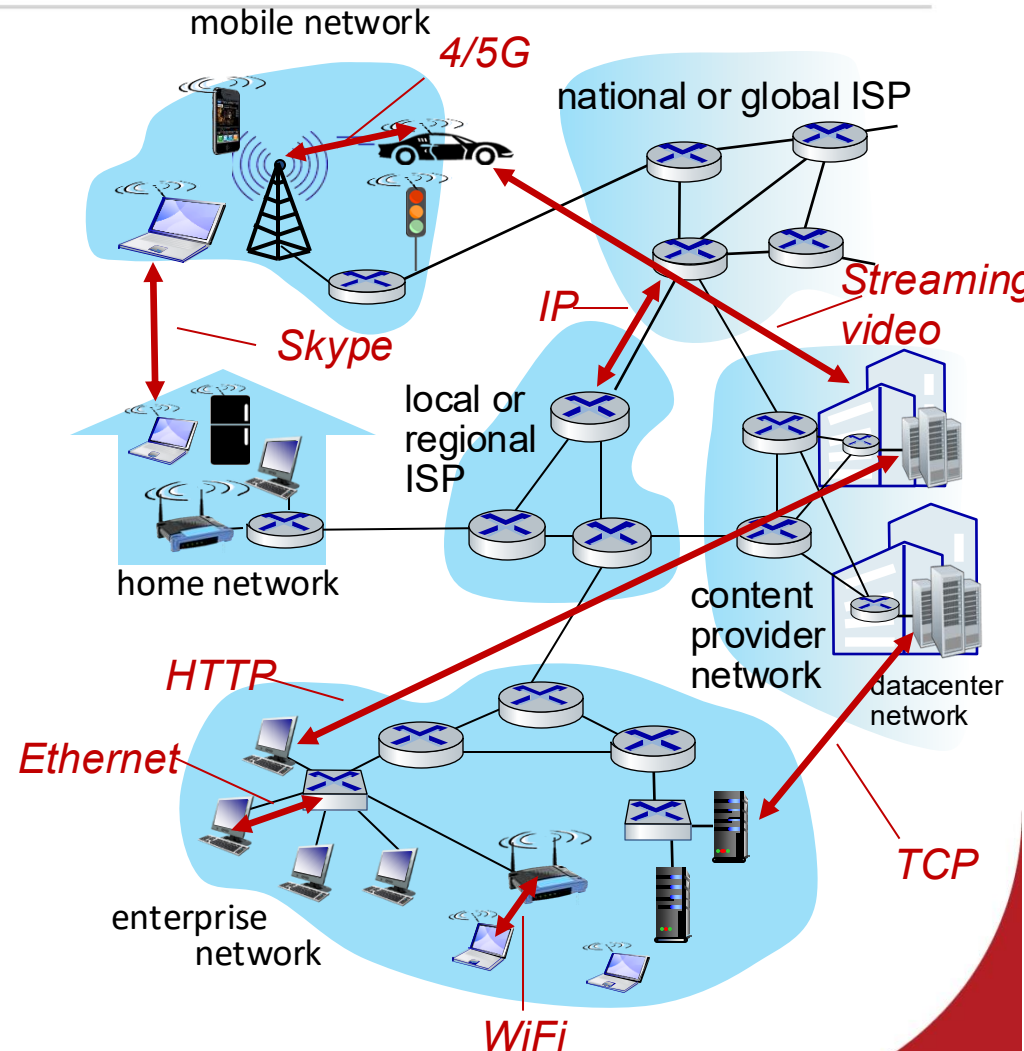 mobile network
4/5G
national or global ISP
Streaming
video
IP
Skype
local or
regional
ISP
home network
content
provider
network
datacenter
network
HTTP
Ethernet
enterprise
network
TCP
WiFi